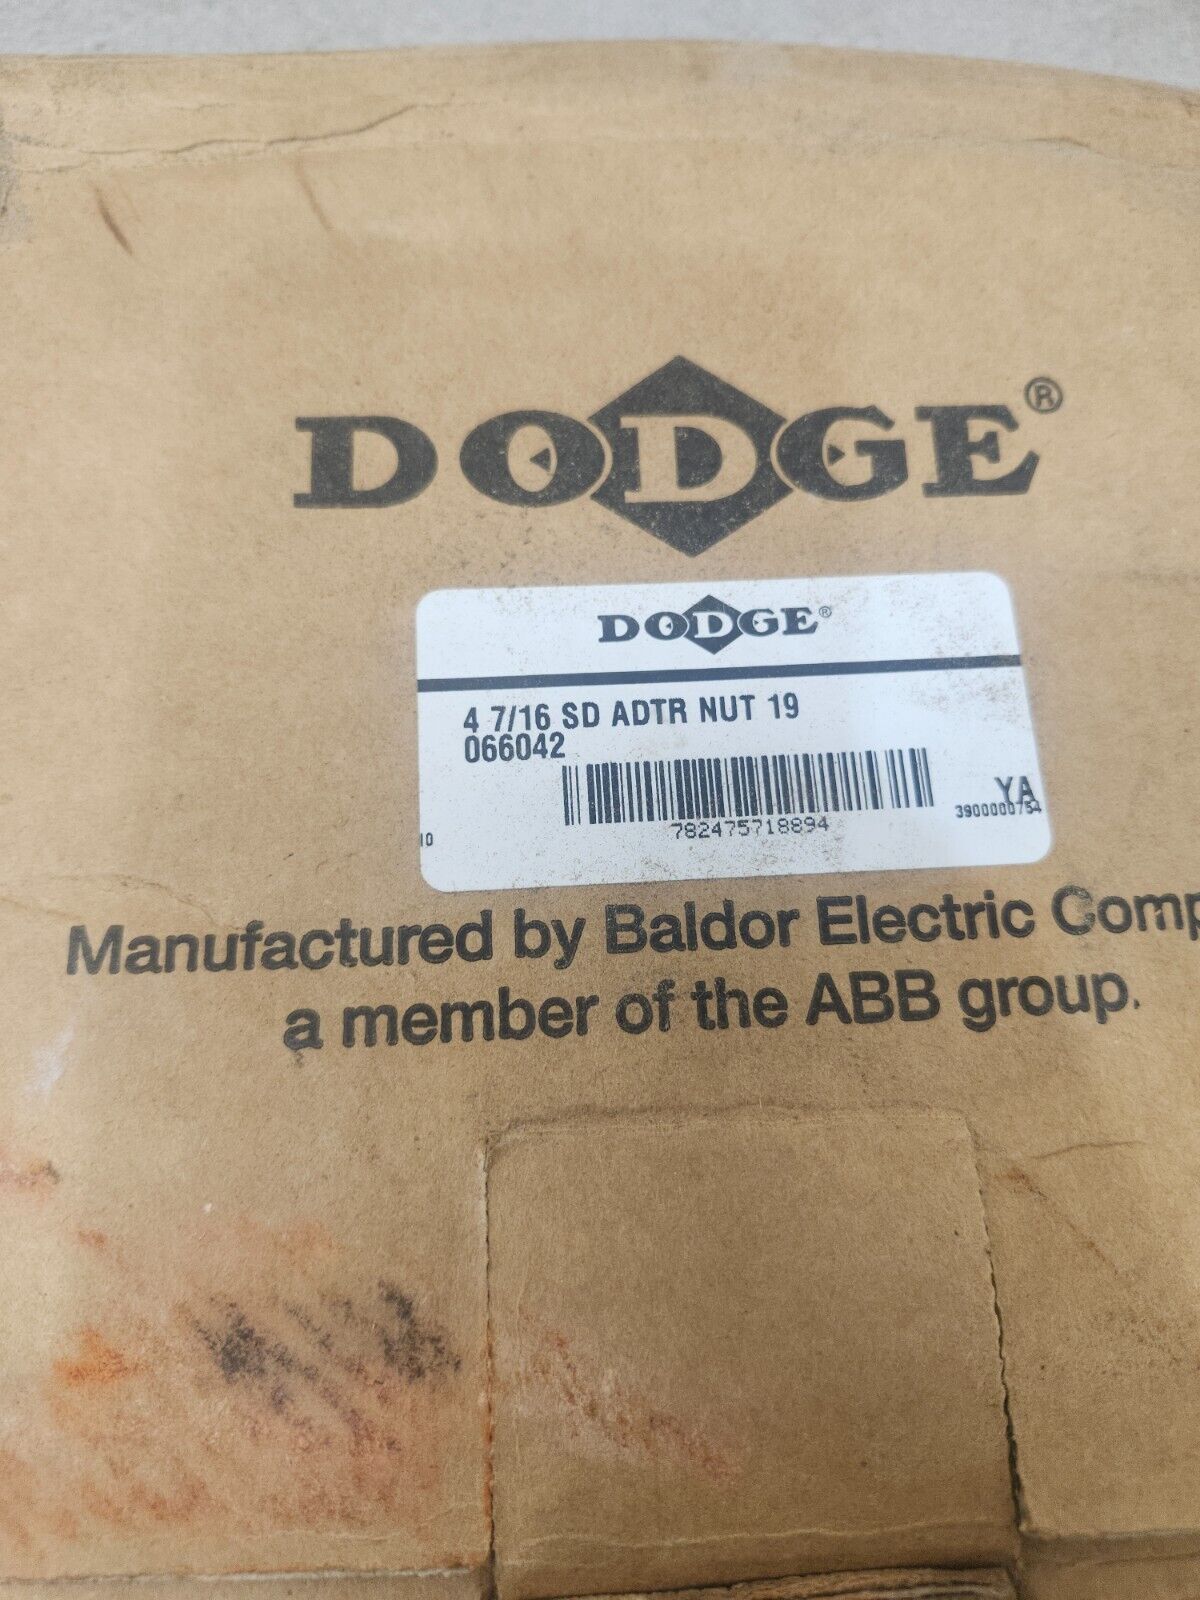 DODGE®
DODGE®
4 7/16 SD ADTR NUT 19
066042
YA
3900000754
782475718894
10
Manufactured by Baldor Electric Comp
a member of the ABB group.